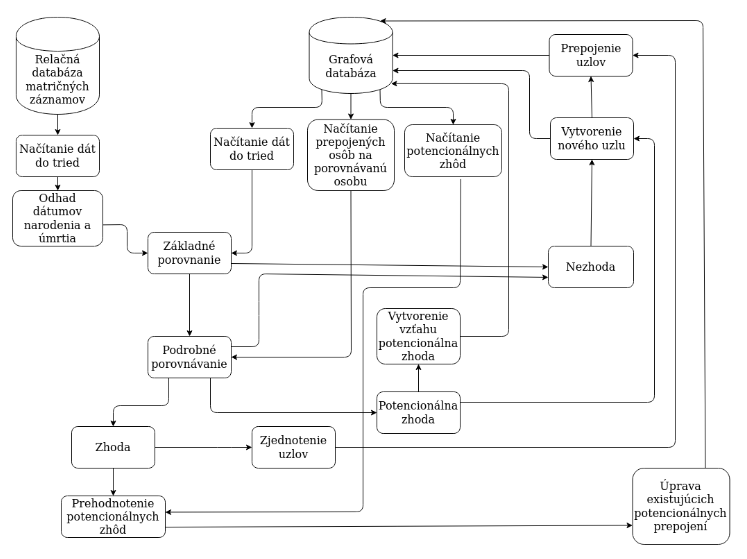 Relačná
databáza
matričných
záznamov
Grafová
databáza
Prepojenie
uzlov
Načítanie dát
do tried
Načítanie dát
do tried
Načítanie
prepojených
osôb na
porovnávanú
osobu
Načítanie
potencionálnych
zhôd
Vytvorenie
nového uzlu
Odhad
dátumov
narodenia a
úmrtia
Základné
porovnanie
Nezhoda
Vytvorenie
vzťahu
potencionálna
zhoda
Podrobné
porovnávanie
Potencionálna
zhoda
Zhoda
Zjednotenie
uzlov
Prehodnotenie
potencionálnych
zhôd
Úprava
existujúcich
potencionálnych
prepojení